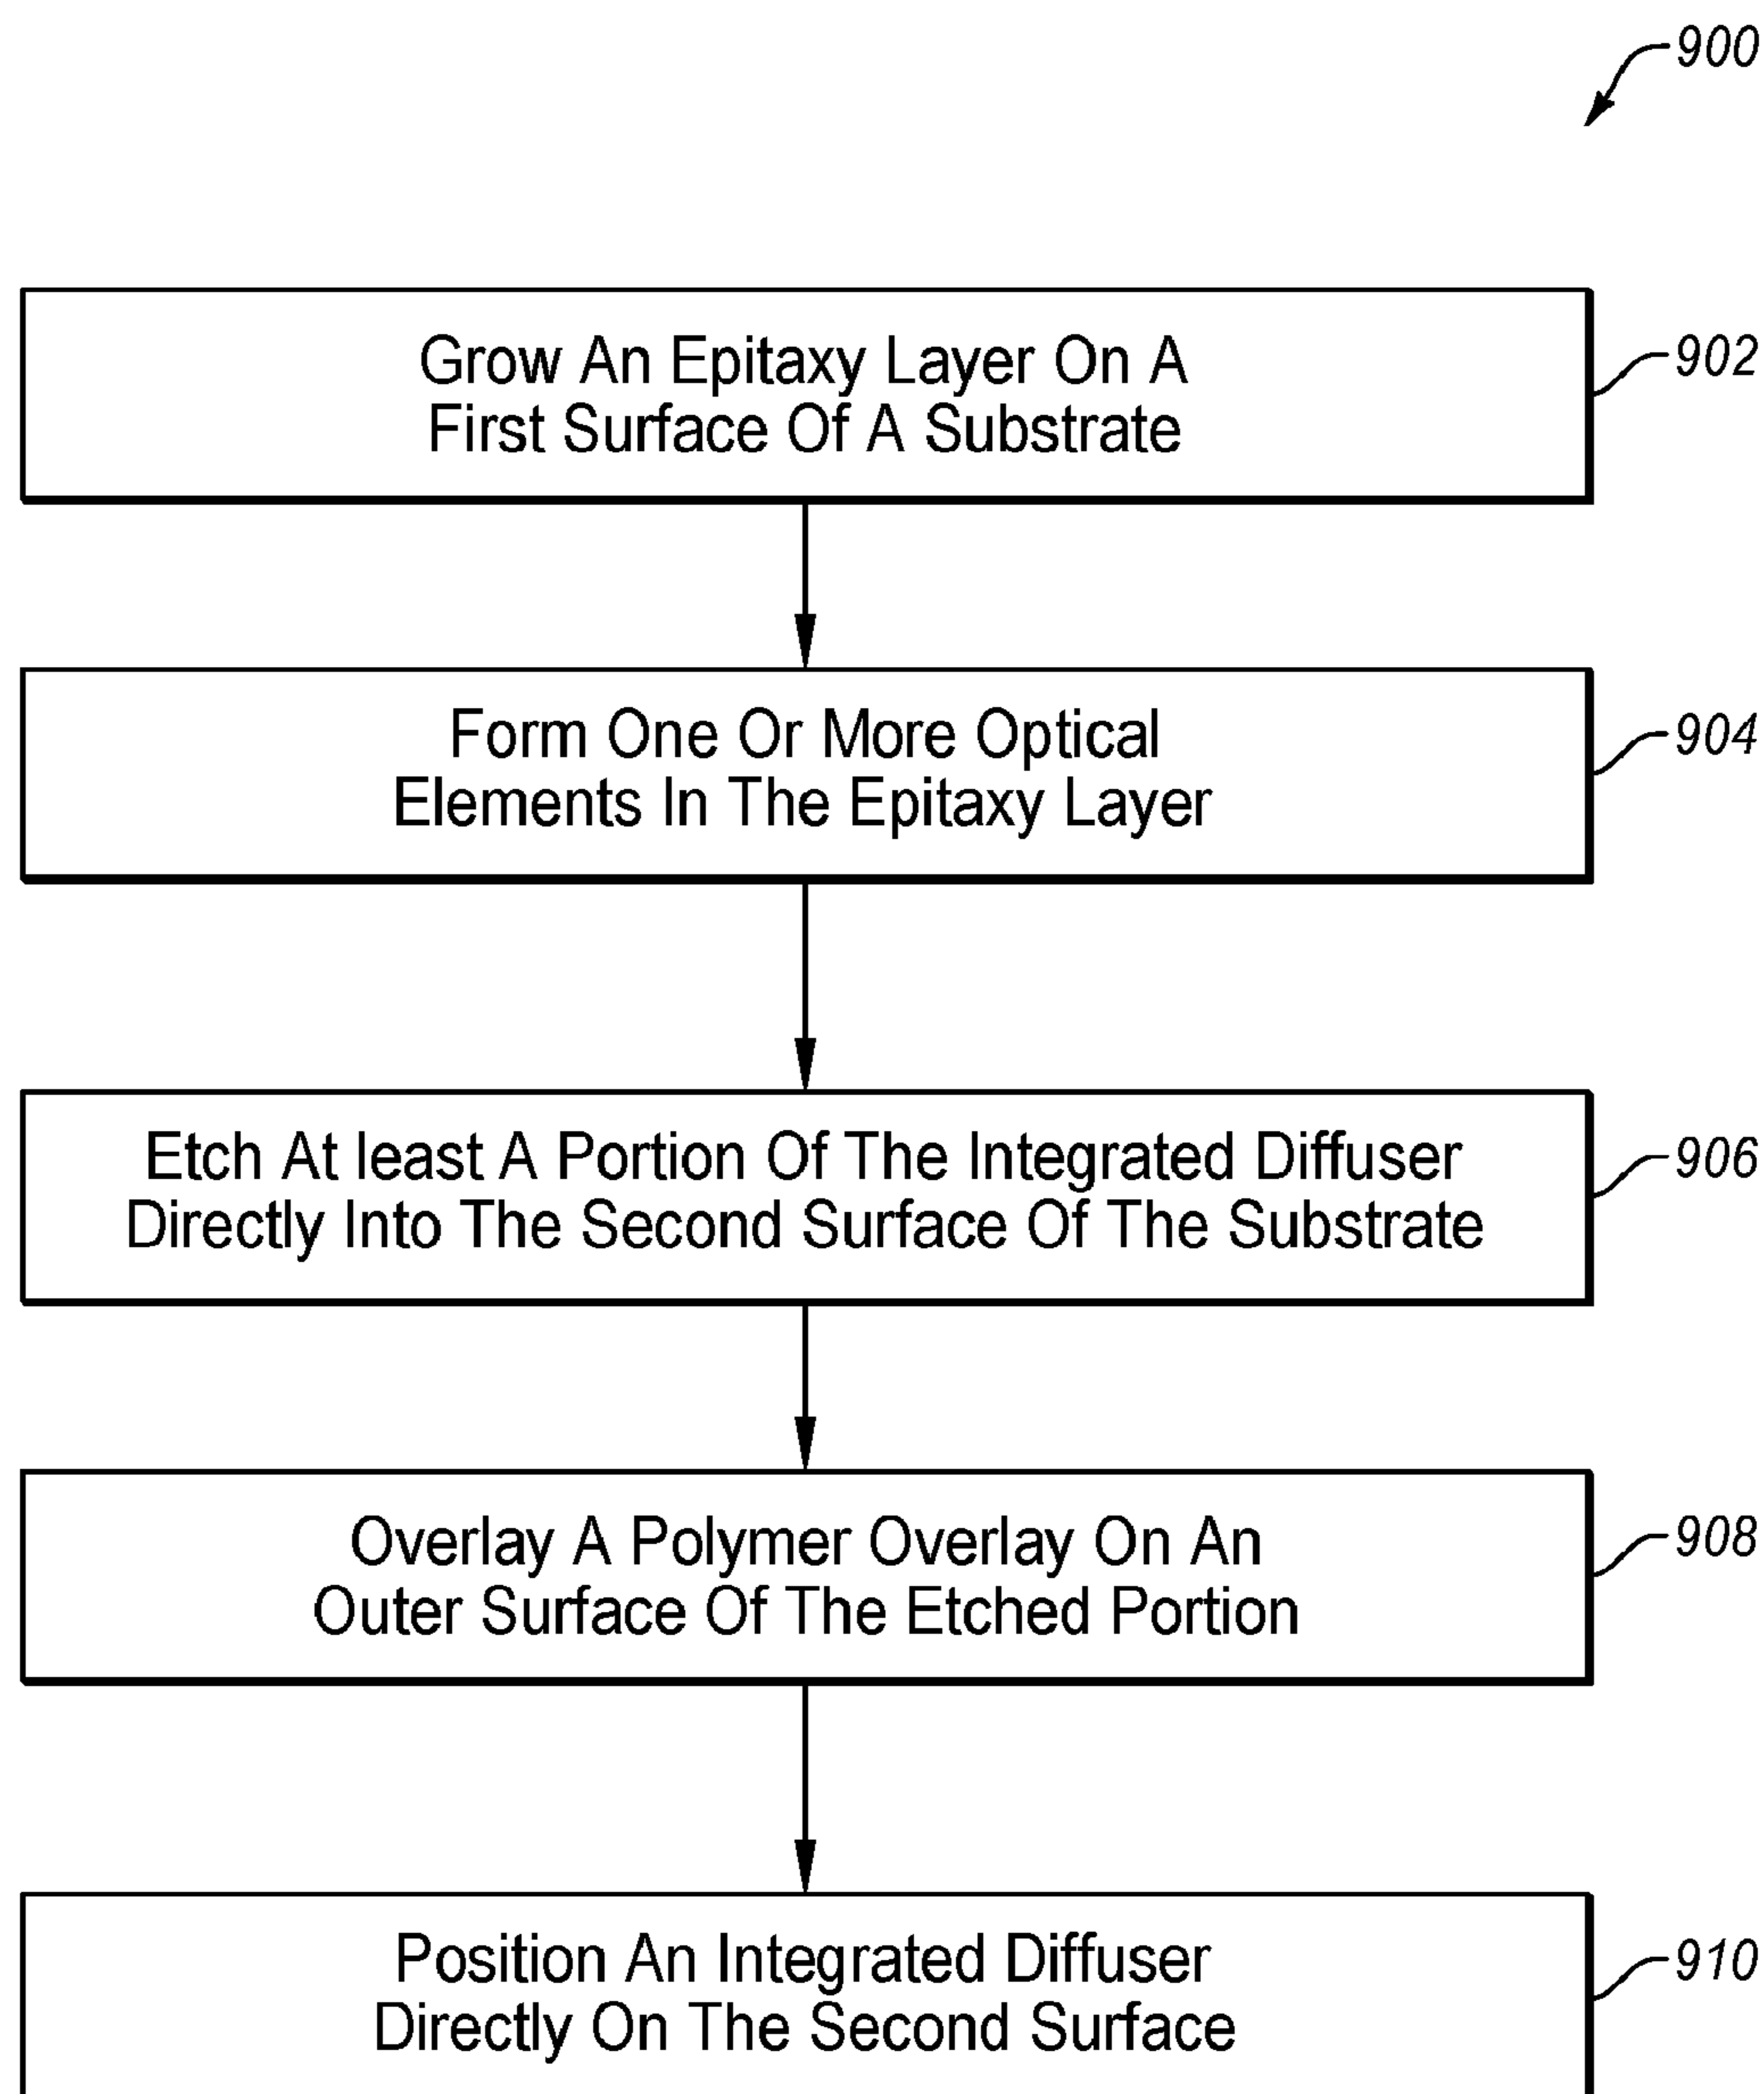 900
Grow An Epitaxy Layer On A
First Surface Of A Substrate
902
Form One Or More Optical
Elements In The Epitaxy Layer
904
Etch At least A Portion Of The Integrated Diffuser
Directly Into The Second Surface Of The Substrate
906
Overlay A Polymer Overlay On An
Outer Surface Of The Etched Portion
908
Position An Integrated Diffuser
Directly On The Second Surface
910